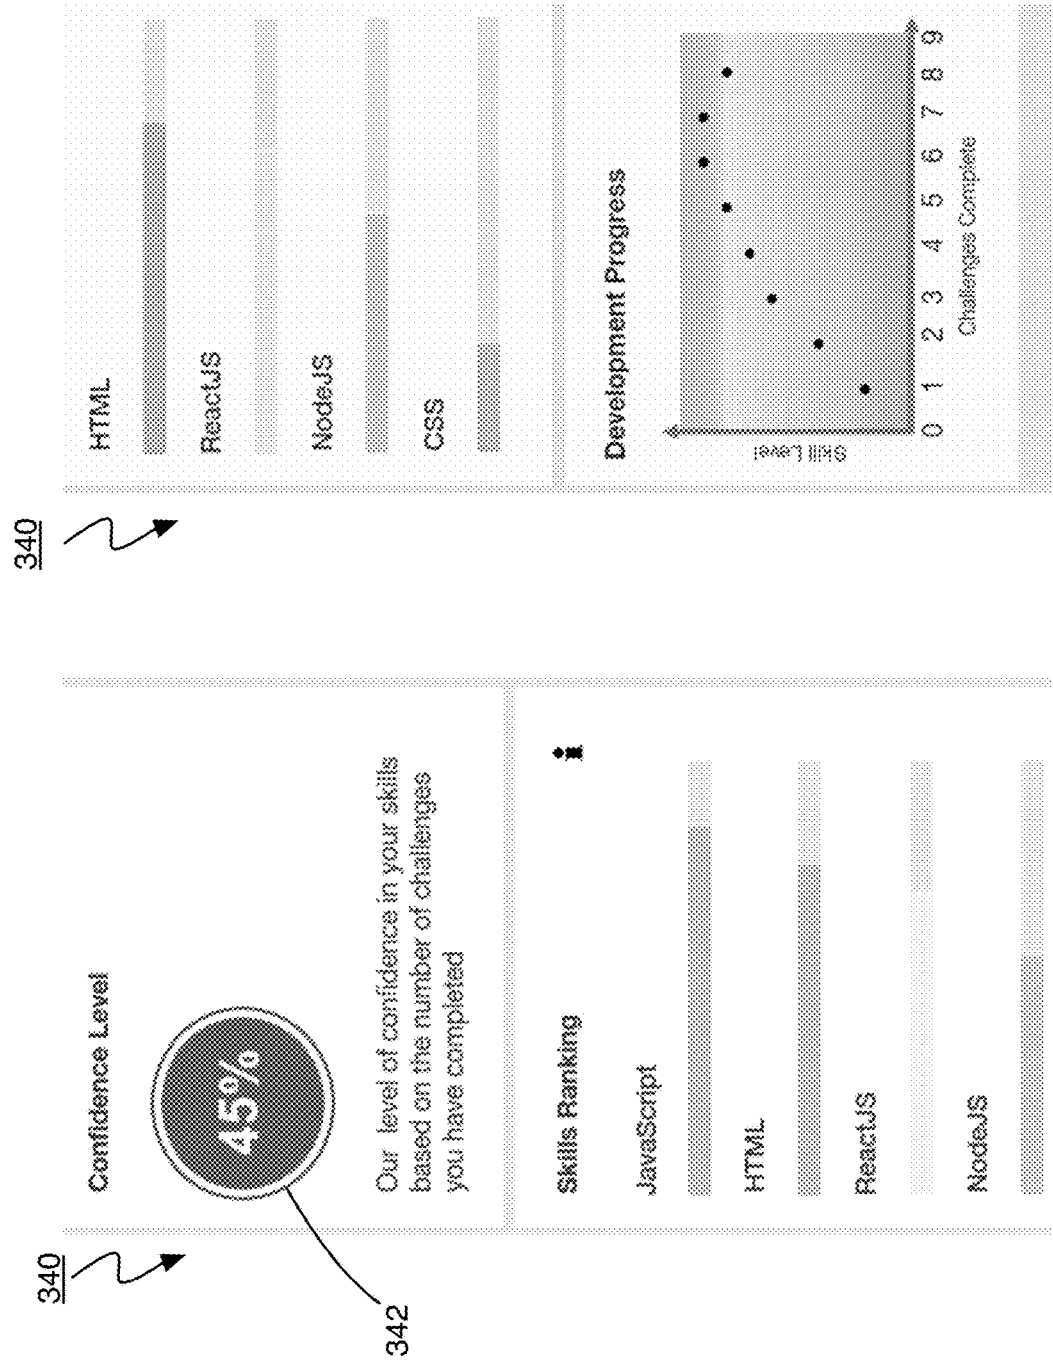 340
Confidence Level
45%
342
Our level of confidence in your skills
based on the number of challenges
you have completed
Skills Ranking
i
JavaScript
HTML
ReactJS
NodeJS
340
HTML
ReactJS
NodeJS
CSS
Development Progress
Skill Level
0 1 2 3 4 5 6 7 8 9
Challenges Complete